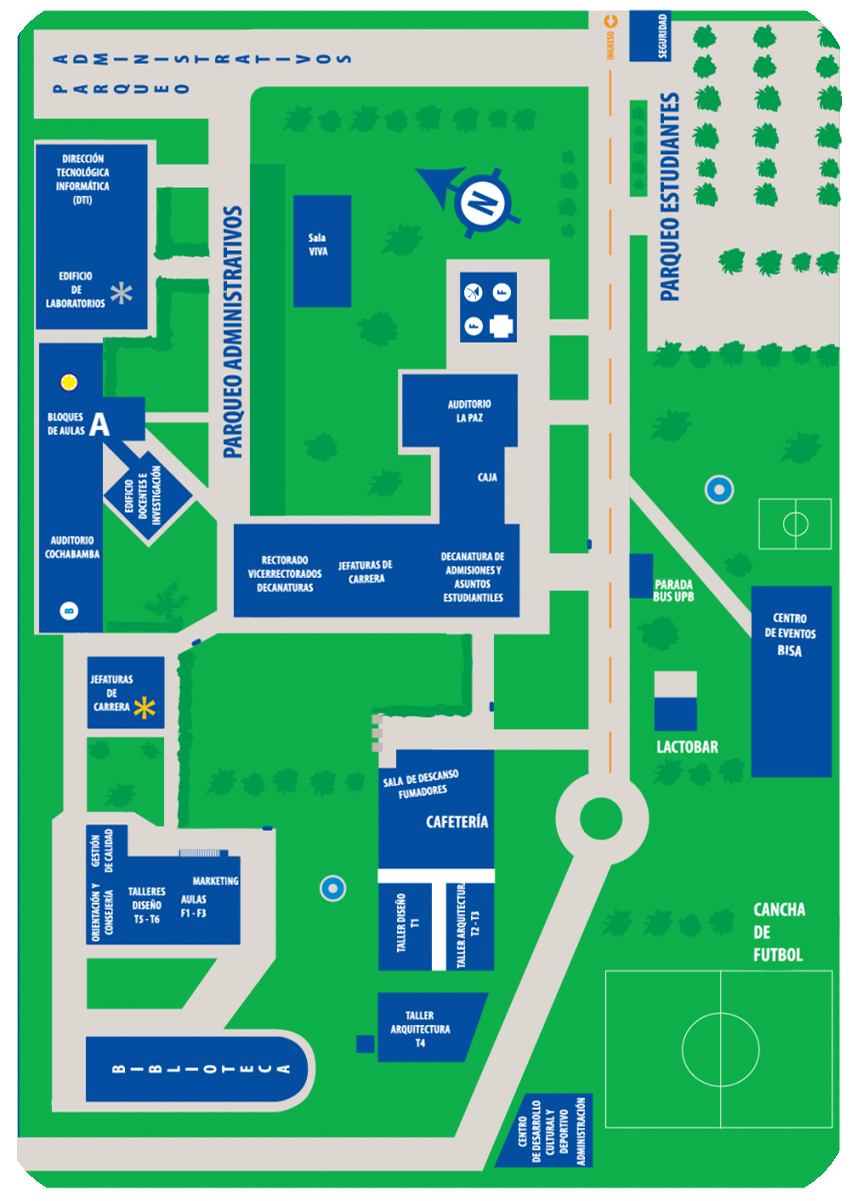 PARQUEO
ADMINISTRATIVOS
INGRESO
SEGURIDAD
PARQUEO ESTUDIANTES
DIRECCIÓN
TECNOLÓGICA
INFORMÁTICA
(DTI)
EDIFICIO
DE
LABORATORIOS
PARQUEO ADMINISTRATIVOS
Sala
VIVA
N
F
F
BLOQUES
DE AULAS
A
EDIFICIO
DOCENTES E
INVESTIGACIÓN
AUDITORIO
COCHABAMBA
B
AUDITORIO
LA PAZ
CAJA
RECTORADO
VICERRECTORADOS
DECANATURAS
JEFATURAS DE
CARRERA
DECANATURA DE
ADMISIONES Y
ASUNTOS
ESTUDIANTILES
PARADA
BUS UPB
CENTRO
DE EVENTOS
BISA
LACTOBAR
JEFATURAS
DE
CARRERA
SALA DE DESCANSO
FUMADORES
CAFETERÍA
GESTIÓN
DE CALIDAD
ORIENTACIÓN Y
CONSEJERÍA
TALLERES
DISEÑO
T5 - T6
MARKETING
AULAS
F1 - F3
TALLER DISEÑO
T1
TALLER ARQUITECTURA
T2 - T3
TALLER
ARQUITECTURA
T4
CANCHA
DE
FUTBOL
BIBLIOTECA
CENTRO
DE DESARROLLO
CULTURAL Y
DEPORTIVO
ADMINISTRACIÓN